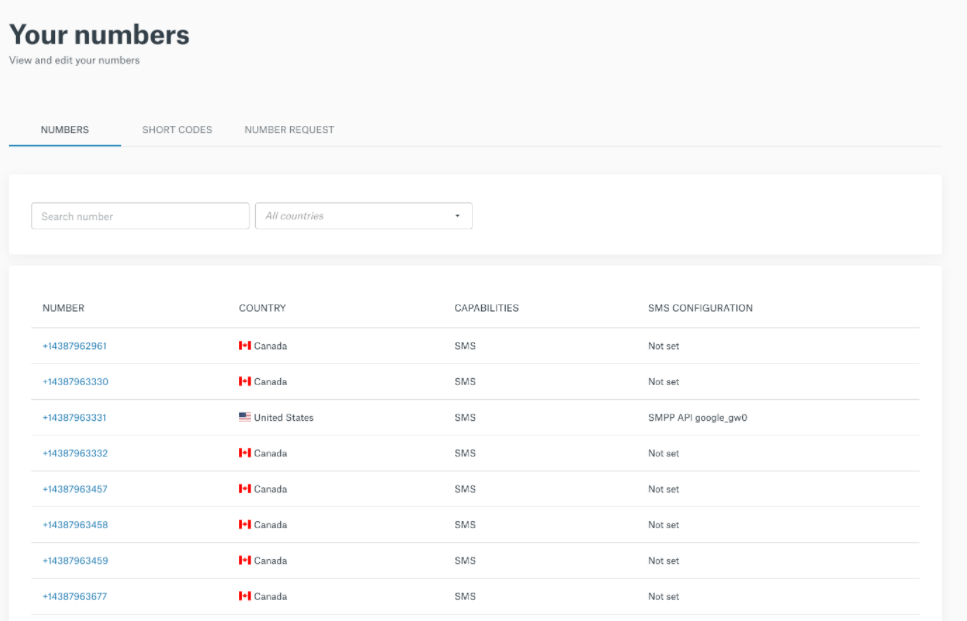 Your numbers
View and edit your numbers
NUMBERS SHORT CODES NUMBER REQUEST
Search number All countries
NUMBER COUNTRY CAPABILITIES SMS CONFIGURATION
+14387962961 Canada SMS Not set
+14387963330 Canada SMS Not set
+14387963331 United States SMS SMPP API google_gw0
+14387963332 Canada SMS Not set
+14387963457 Canada SMS Not set
+14387963458 Canada SMS Not set
+14387963459 Canada SMS Not set
+14387963677 Canada SMS Not set